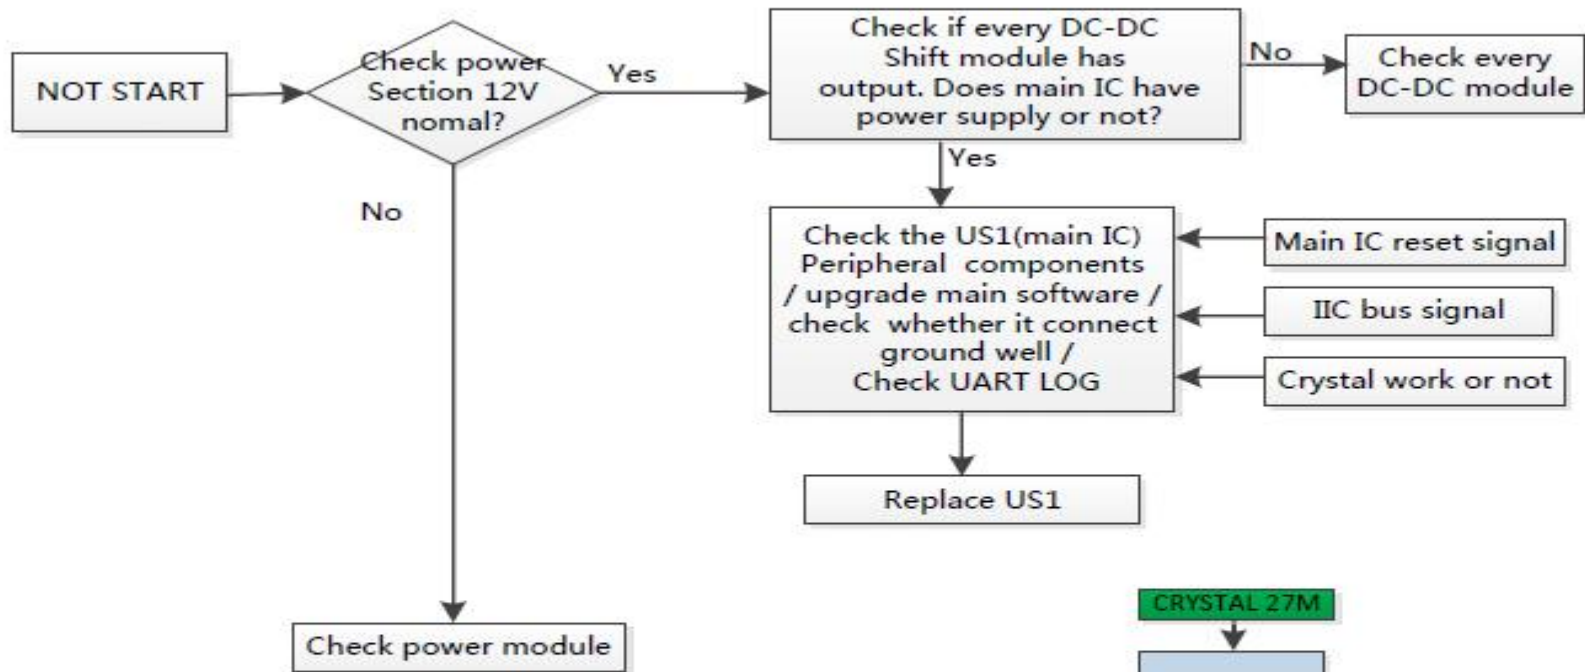 NOT START
Check power
Section 12V
nomal?
Yes
No
Check if every DC-DC
Shift module has
output. Does main IC have
power supply or not?
No
Check every
DC-DC module
Yes
Check the US1(main IC)
Peripheral components
/ upgrade main software /
check whether it connect
ground well /
Check UART LOG
Main IC reset signal
IIC bus signal
Crystal work or not
Replace US1
CRYSTAL 27M
Check power module